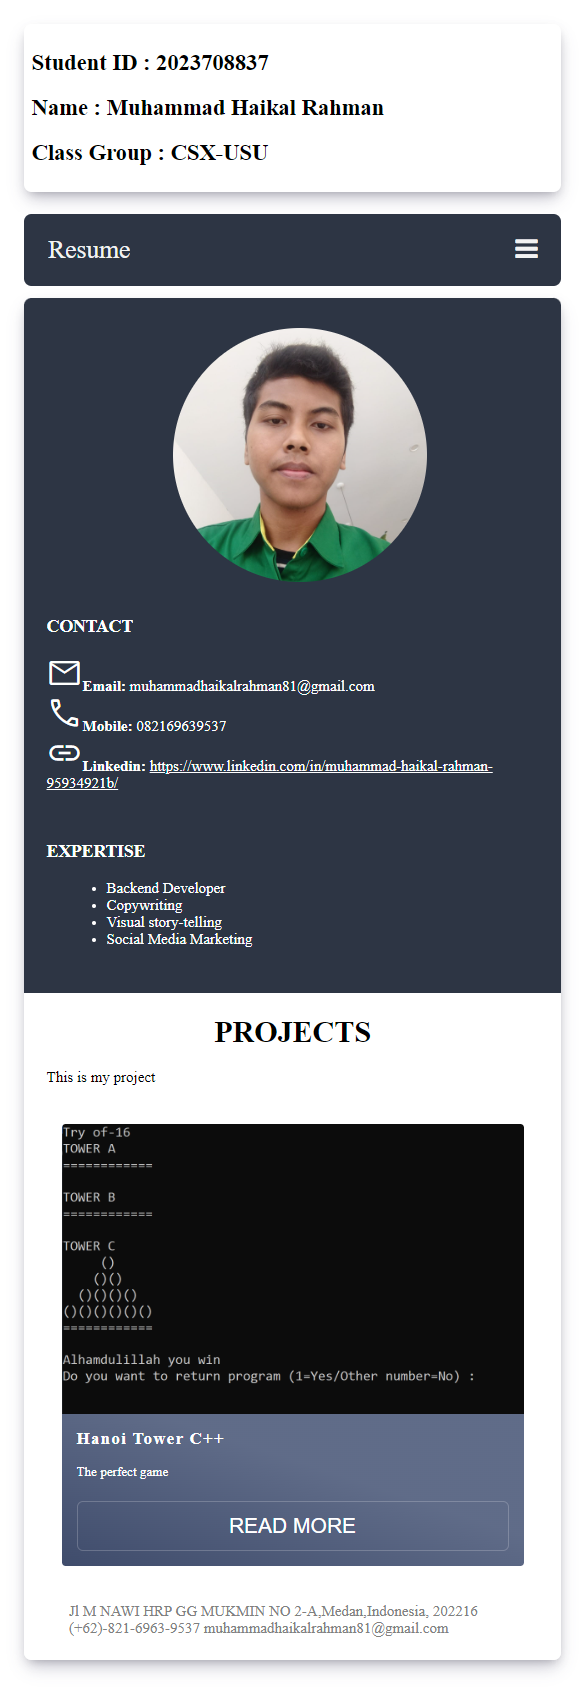 Student ID : 2023708837
Name : Muhammad Haikal Rahman
Class Group : CSX-USU
Resume
CONTACT
Email: muhammadhaikalrahman81@gmail.com
Mobile: 082169639537
Linkedin: https://www.linkedin.com/in/muhammad-haikal-rahman-
95934921b/
EXPERTISE
• Backend Developer
• Copywriting
• Visual story-telling
• Social Media Marketing
PROJECTS
This is my project
Try of-16
TOWER A
============
TOWER B
============
TOWER C
()
()()
()()()()
()()()()()()
============
Alhamdulillah you win
Do you want to return program (1=Yes/Other number=No) :
Hanoi Tower C++
The perfect game
READ MORE
Jl M NAWI HRP GG MUKMIN NO 2-A,Medan,Indonesia, 202216
(+62)-821-6963-9537 muhammadhaikalrahman81@gmail.com